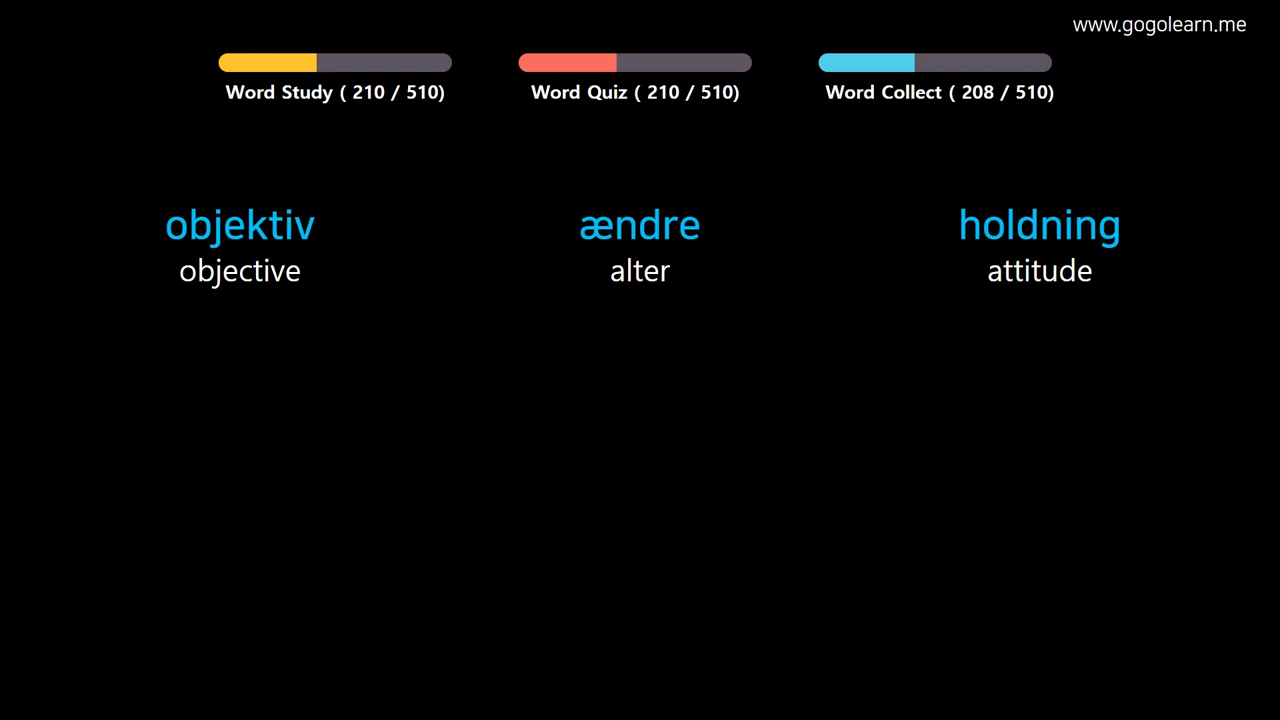 www.gogolearn.me
Word Study ( 210 / 510)
Word Quiz ( 210 / 510)
Word Collect ( 208 / 510)
objektiv
objective
ændre
alter
holdning
attitude